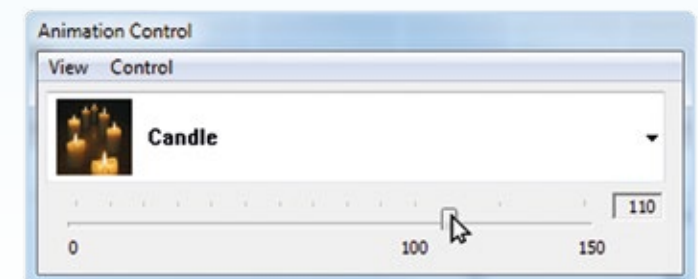 Animation Control
View Control
Candle
110
0 100 150